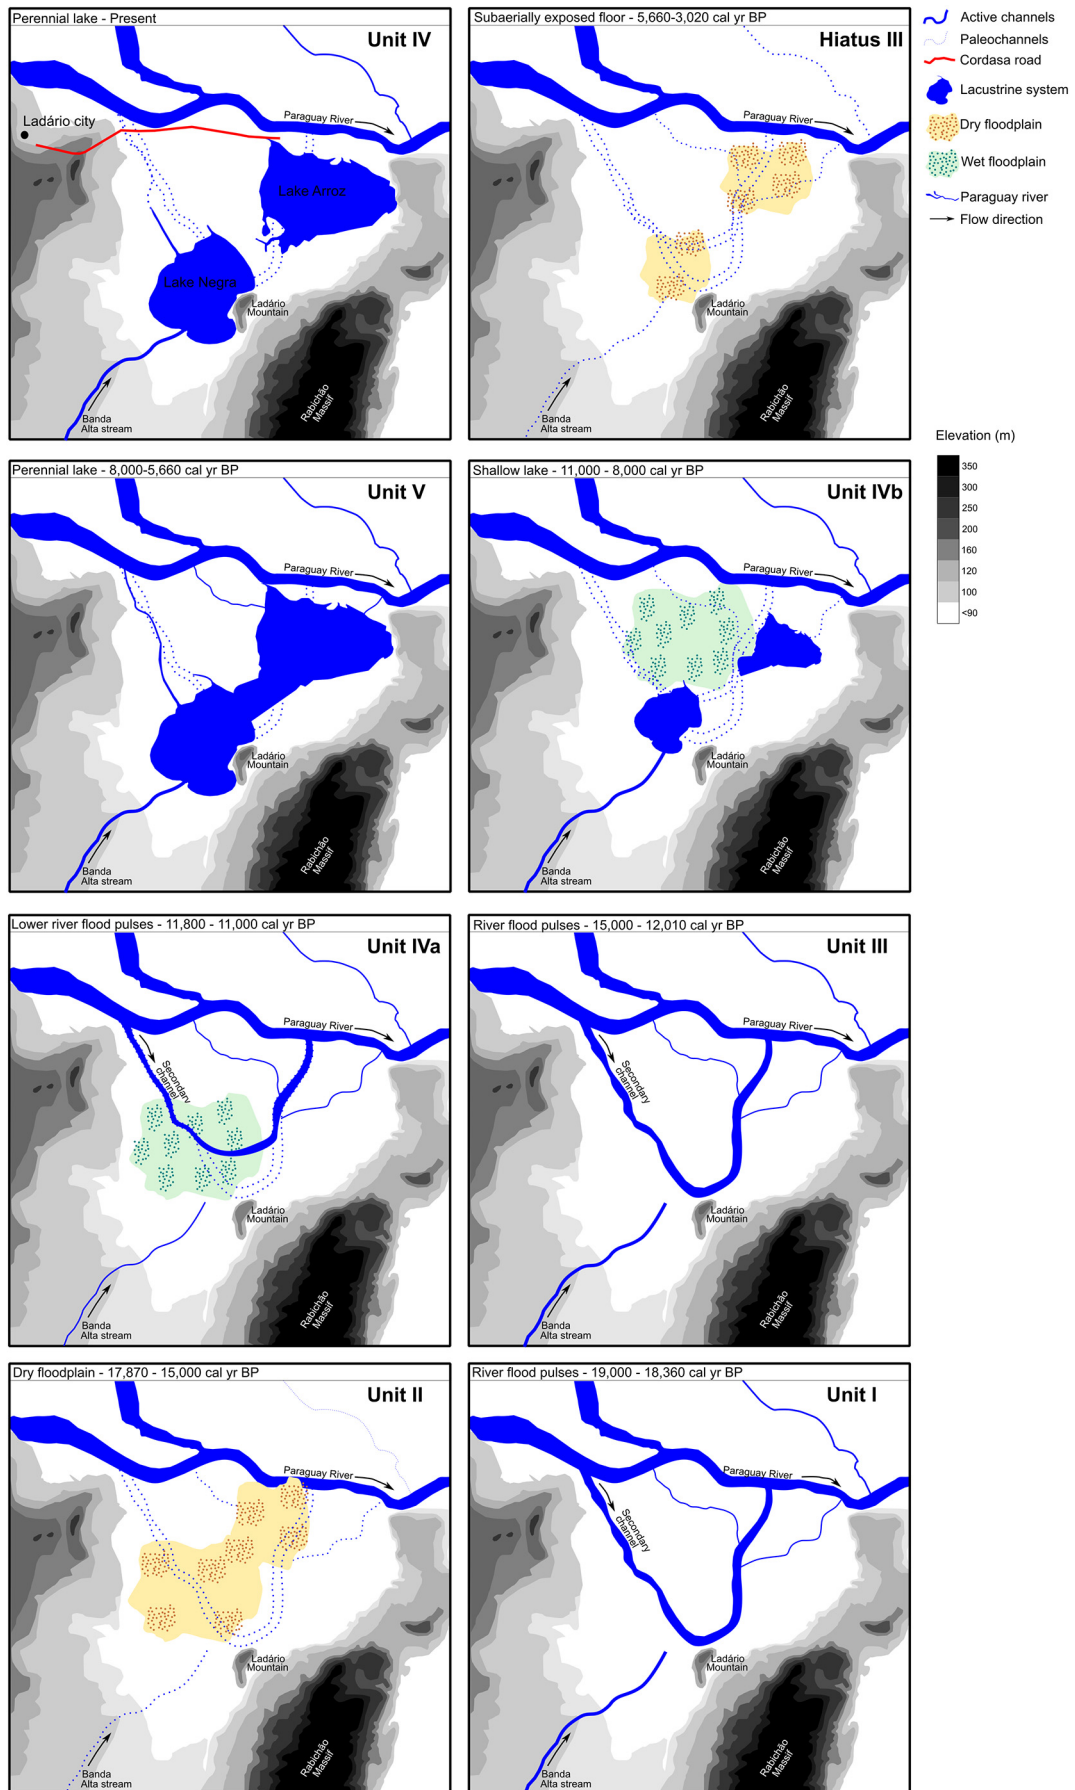 Perennial lake - Present
Unit IV
Ladário city
Paraguay River
Lake Arroz
Lake Negra
Ladário
Mountain
Rabichão
Massif
Banda
Alta stream
Subaerially exposed floor - 5,660-3,020 cal yr BP
Hiatus III
Paraguay River
Ladário
Mountain
Rabichão
Massif
Banda
Alta stream
Active channels
Paleochannels
Cordasa road
Lacustrine system
Dry floodplain
Wet floodplain
Paraguay river
Flow direction
Elevation (m)
350
300
250
200
160
120
100
<90
Perennial lake - 8,000-5,660 cal yr BP
Unit V
Paraguay River
Ladário
Mountain
Rabichão
Massif
Banda
Alta stream
Shallow lake - 11,000 - 8,000 cal yr BP
Unit IVb
Paraguay River
Ladário
Mountain
Rabichão
Massif
Banda
Alta stream
Lower river flood pulses - 11,800 - 11,000 cal yr BP
Unit IVa
Paraguay River
Secondary
channel
Ladário
Mountain
Rabichão
Massif
Banda
Alta stream
River flood pulses - 15,000 - 12,010 cal yr BP
Unit III
Paraguay River
Secondary
channel
Ladário
Mountain
Rabichão
Massif
Banda
Alta stream
Dry floodplain - 17,870 - 15,000 cal yr BP
Unit II
Paraguay River
Ladário
Mountain
Rabichão
Massif
Banda
Alta stream
River flood pulses - 19,000 - 18,360 cal yr BP
Unit I
Paraguay River
Secondary
channel
Ladário
Mountain
Rabichão
Massif
Banda
Alta stream